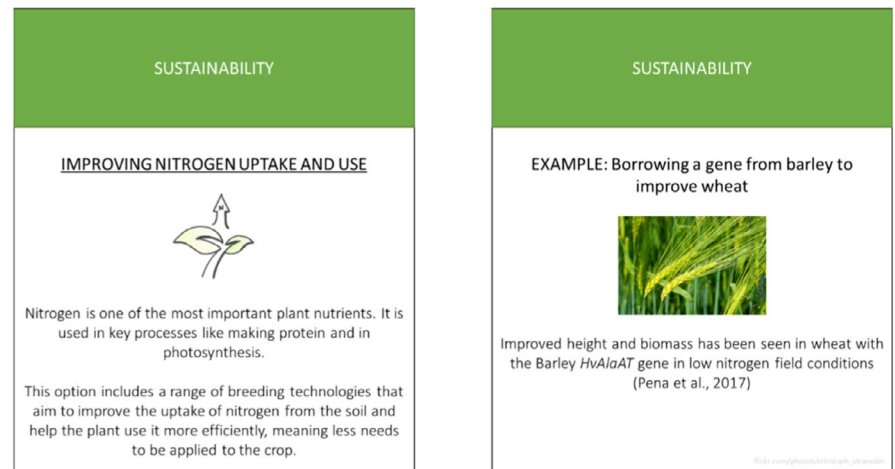 SUSTAINABILITY
IMPROVING NITROGEN UPTAKE AND USE
N
Nitrogen is one of the most important plant nutrients. It is
used in key processes like making protein and in
photosynthesis.
This option includes a range of breeding technologies that
aim to improve the uptake of nitrogen from the soil and
help the plant use it more efficiently, meaning less needs
to be applied to the crop.
SUSTAINABILITY
EXAMPLE: Borrowing a gene from barley to
improve wheat
Improved height and biomass has been seen in wheat with
the Barley HvAlaAT gene in low nitrogen field conditions
(Pena et al., 2017)